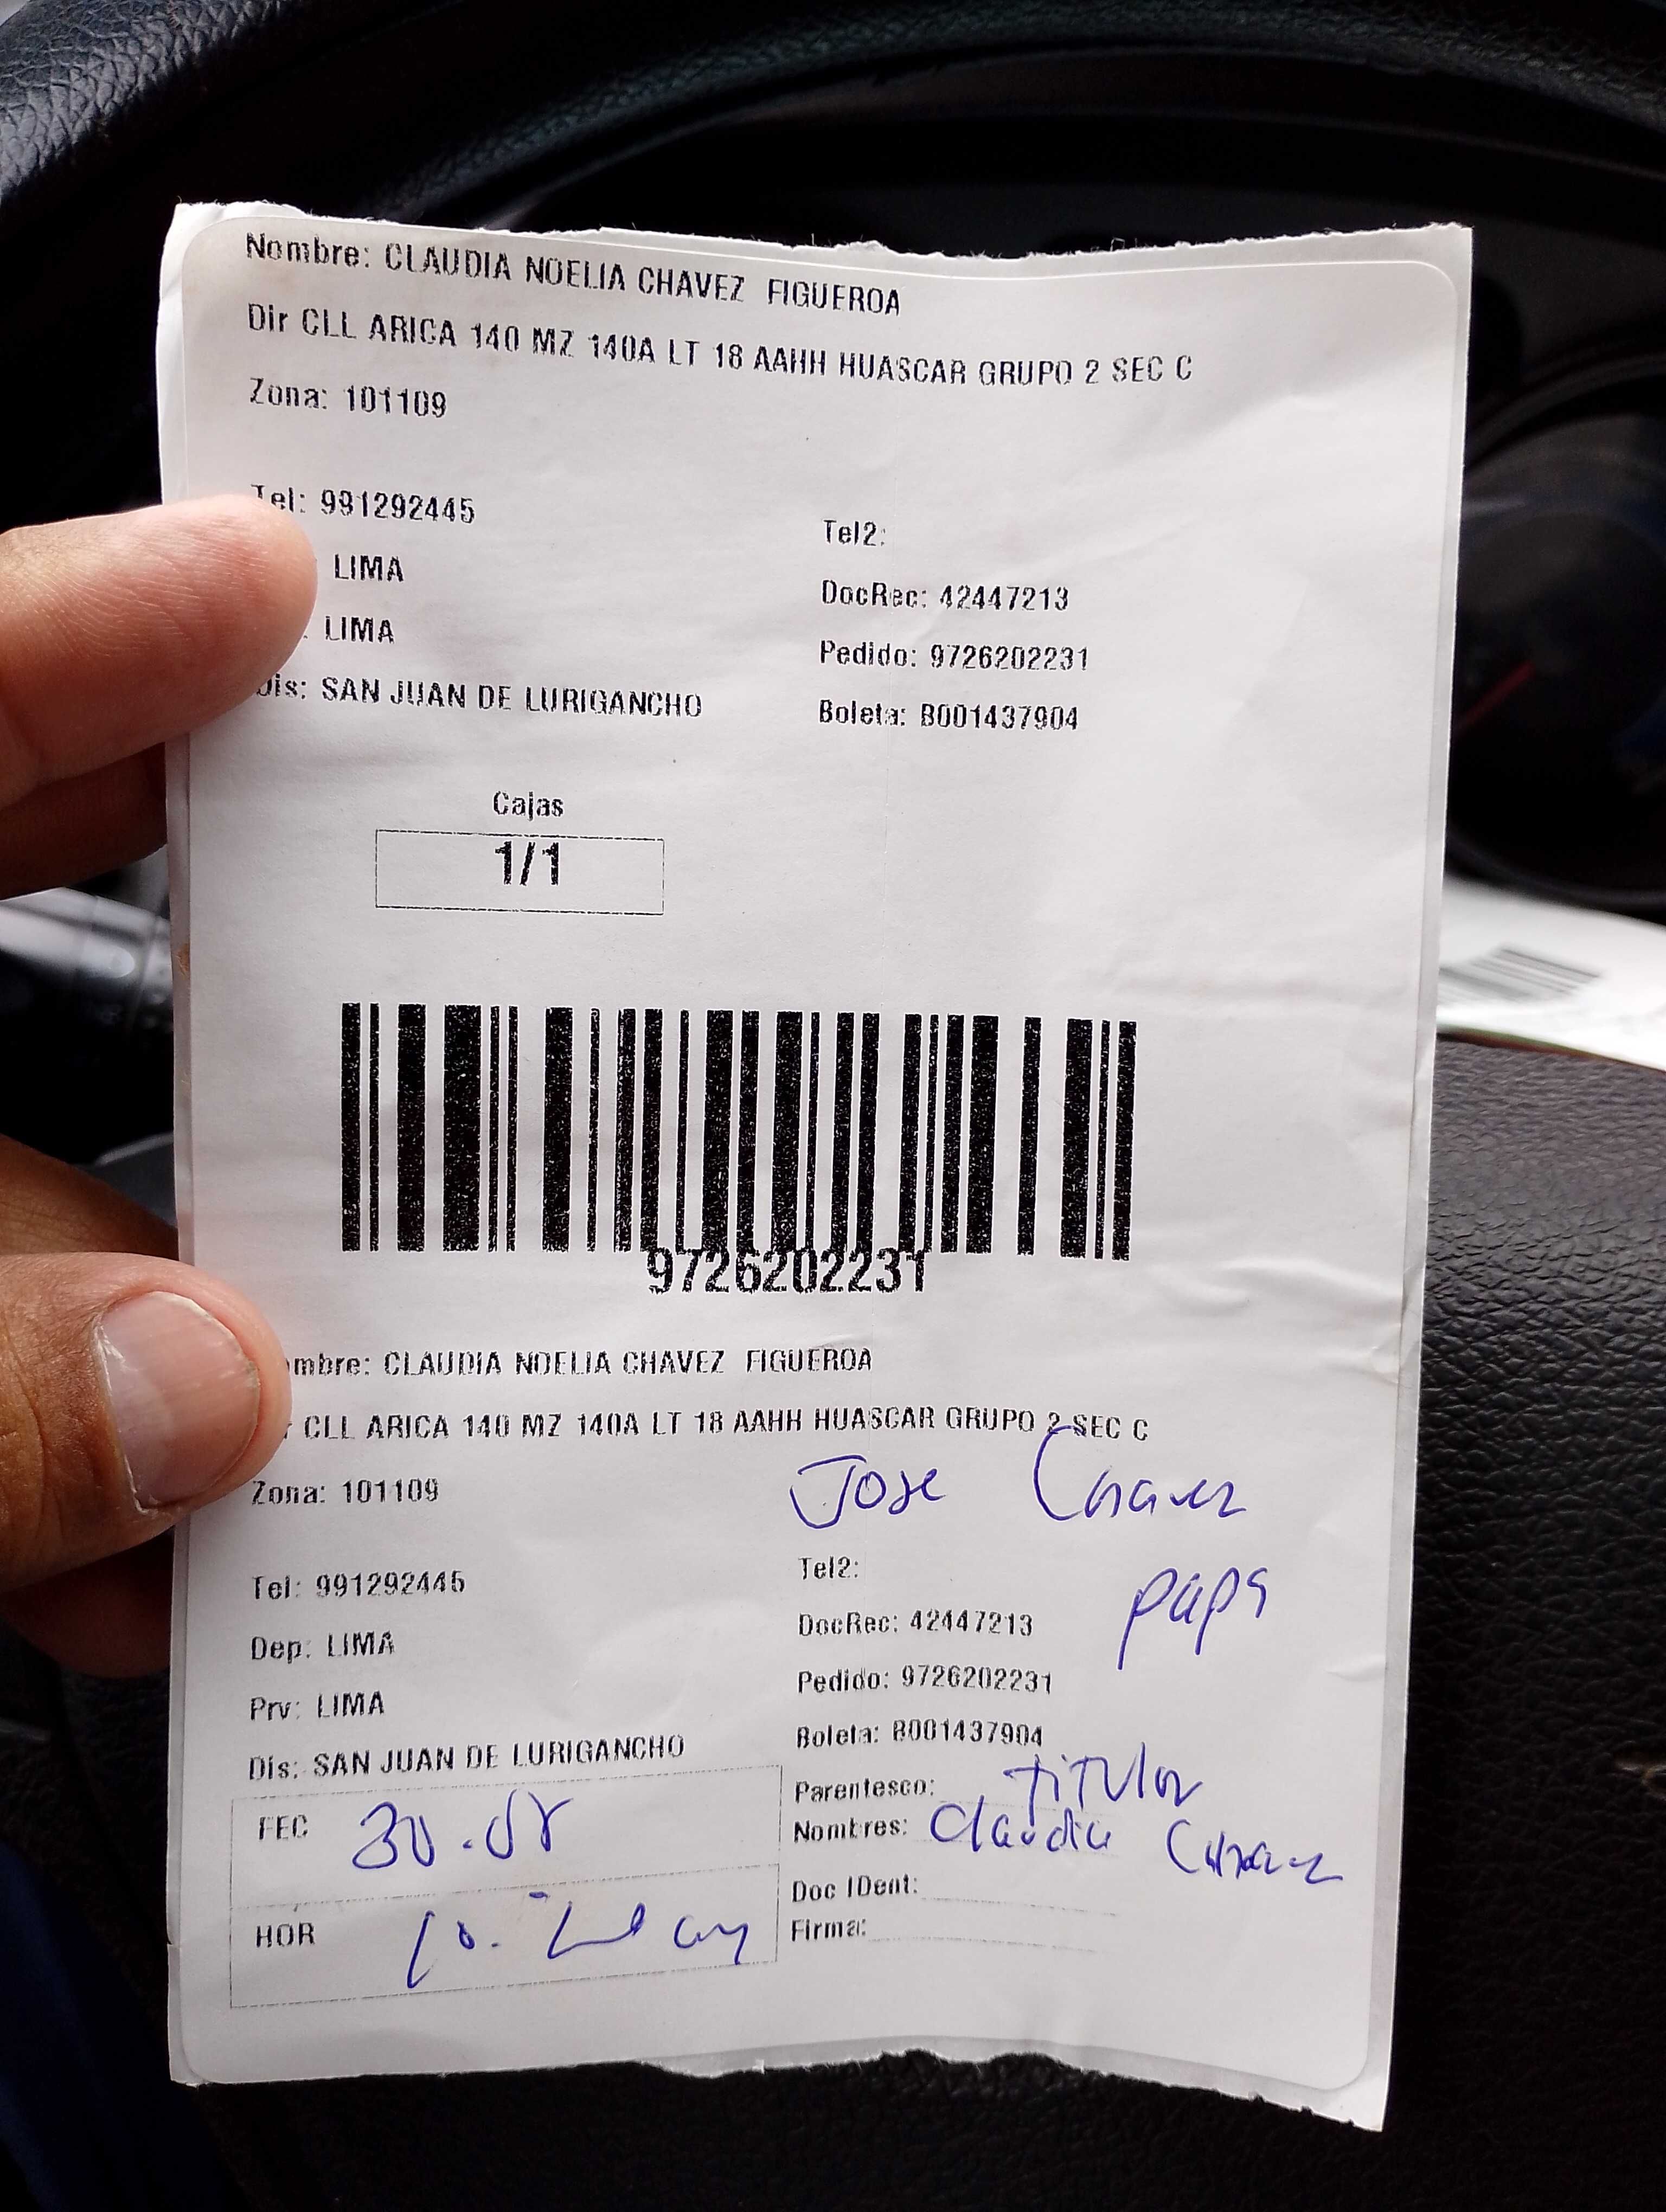 Nombre: CLAUDIA NOELIA CHAVEZ FIGUEROA
Dir CLL ARICA 140 MZ 140A LT 18 AAHH HUASCAR GRUPO 2 SEC C
Zona: 101109
Tel: 991292445
Tel2:
LIMA
DocRec: 42447213
LIMA
Pedido: 9726202231
Dis: SAN JUAN DE LURIGANCHO
Boleta: B001437904
Cajas
1/1
9726202231
ombre: CLAUDIA NOELIA CHAVEZ FIGUEROA
r CLL ARICA 140 MZ 140A LT 18 AAHH HUASCAR GRUPO 2 SEC C
Zona: 101109
Jose Chavez
Tel: 991292445
Tel2:
papa
Dep: LIMA
DocRec: 42447213
Prv: LIMA
Pedido: 9726202231
Dis: SAN JUAN DE LURIGANCHO
Boleta: B001437904
Parentesco: Titular
FEC
Nombres: Claudia Chavez
Doc IDent:
HOR
Firma: